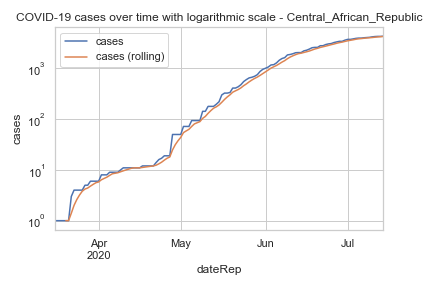 COVID-19 cases over time with logarithmic scale - Central_African_Republic
cases
cases (rolling)
10³
10²
10¹
10⁰
cases
Apr
2020
May
Jun
Jul
dateRep